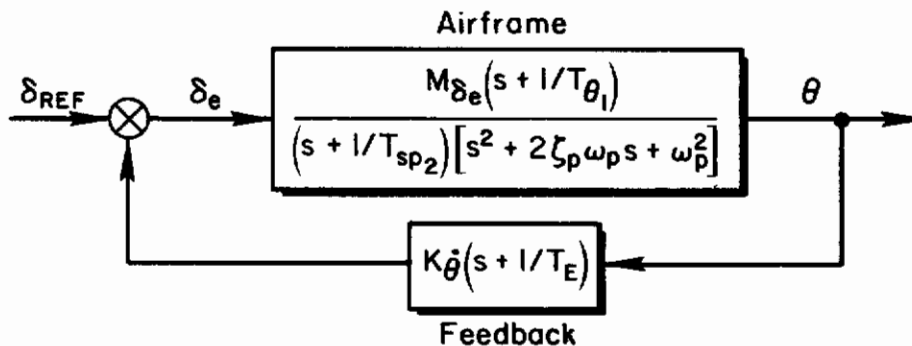 Airframe
δREF
δe
Mδe(s + 1/Tθ1)
(s + 1/Tsp2)[s² + 2ζpωps + ωp²]
θ
Kθ̇(s + 1/TE)
Feedback